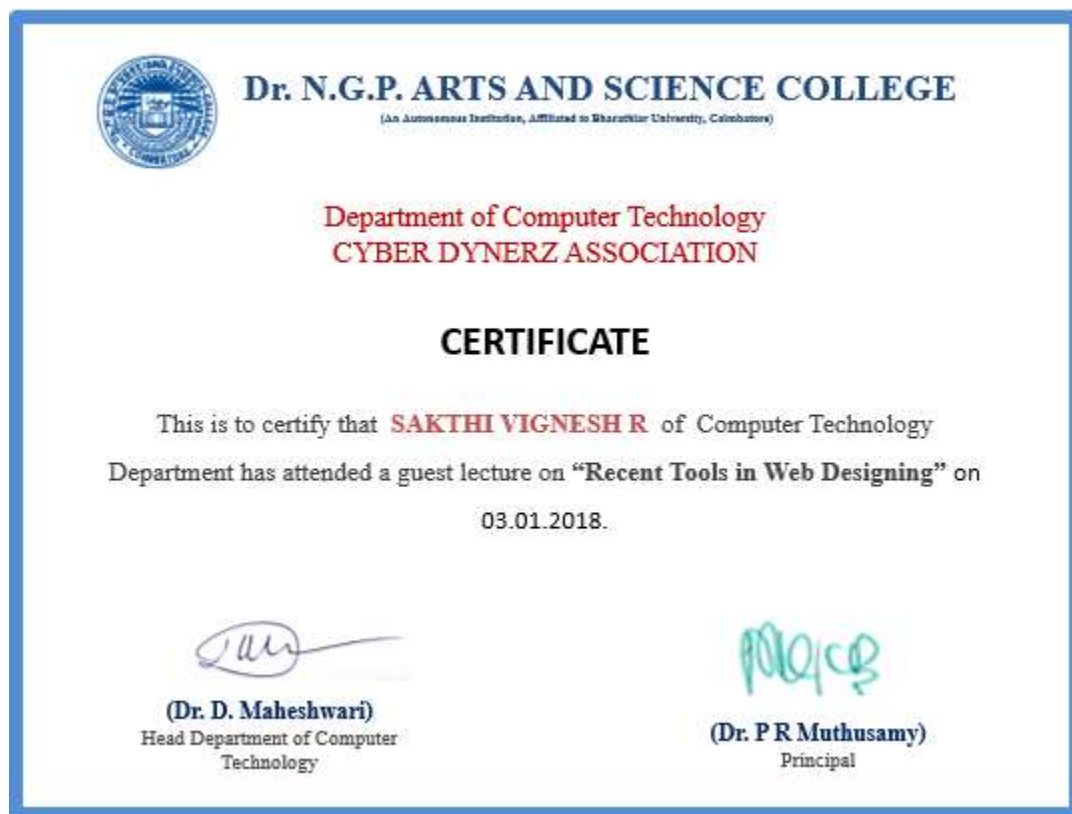 Dr. N.G.P. ARTS AND SCIENCE COLLEGE
(An Autonomous Institution, Affiliated to Bharathiar University, Coimbatore)
Department of Computer Technology
CYBER DYNERZ ASSOCIATION
CERTIFICATE
This is to certify that SAKTHI VIGNESH R of Computer Technology
Department has attended a guest lecture on “Recent Tools in Web Designing” on
03.01.2018.
(Dr. D. Maheshwari)
Head Department of Computer
Technology
(Dr. P R Muthusamy)
Principal